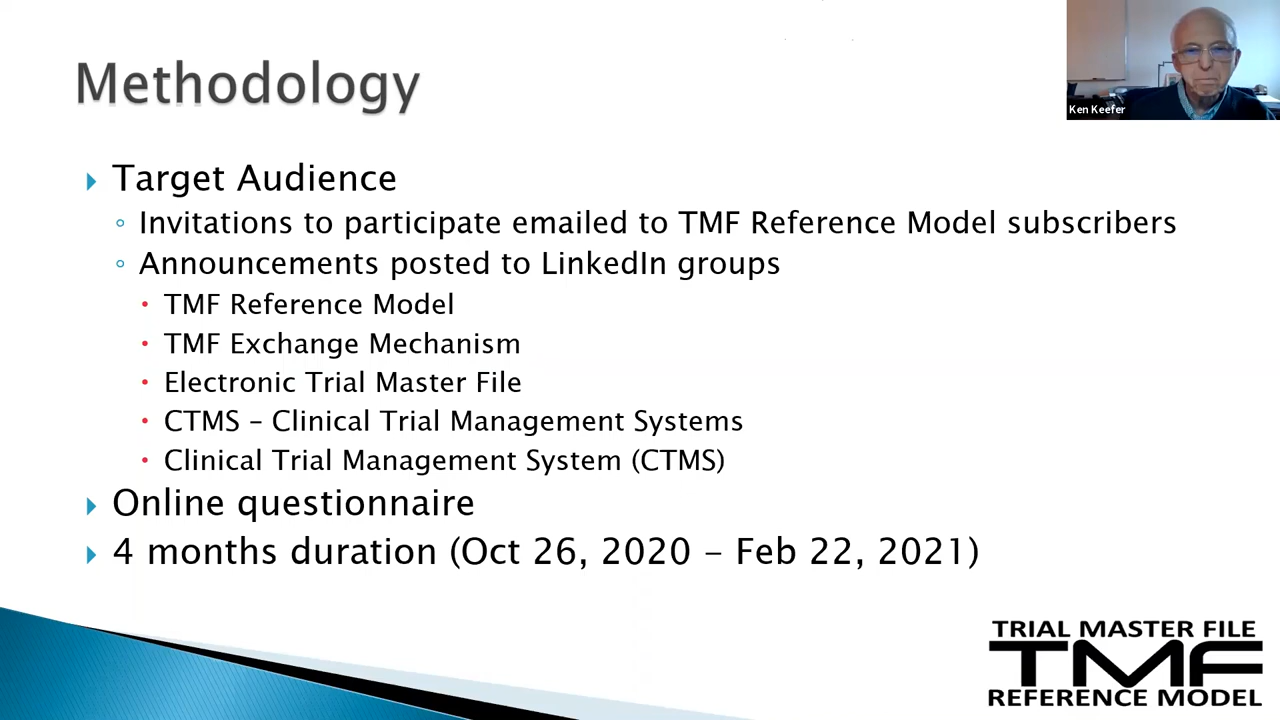 Methodology
Ken Keefer
Target Audience
Invitations to participate emailed to TMF Reference Model subscribers
Announcements posted to LinkedIn groups
TMF Reference Model
TMF Exchange Mechanism
Electronic Trial Master File
CTMS – Clinical Trial Management Systems
Clinical Trial Management System (CTMS)
Online questionnaire
4 months duration (Oct 26, 2020 – Feb 22, 2021)
TRIAL MASTER FILE
TMF
REFERENCE MODEL